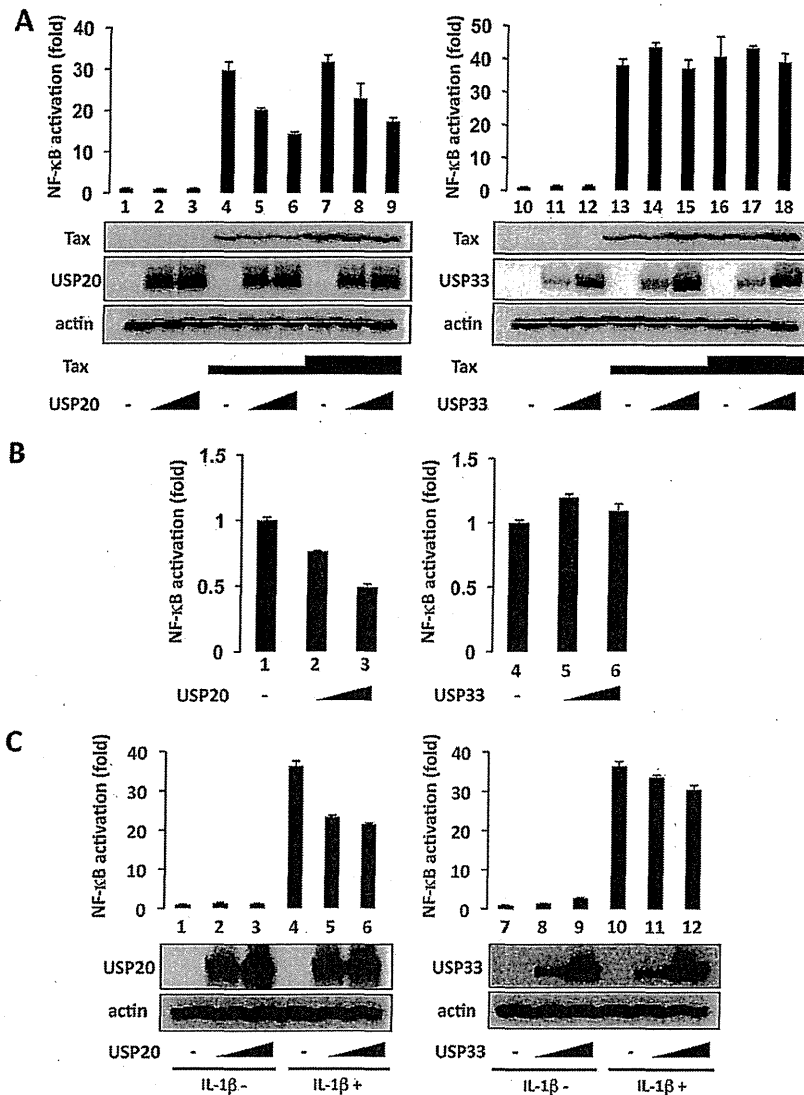 A
NF-κB activation (fold)
40
30
20
10
0
1 2 3 4 5 6 7 8 9
Tax
USP20
actin
Tax
USP20 -  -  -
NF-κB activation (fold)
50
40
30
20
10
0
10 11 12 13 14 15 16 17 18
Tax
USP33
actin
Tax
USP33 -  -  -
B
NF-κB activation (fold)
1.5
1
0.5
0
1 2 3
USP20 -
NF-κB activation (fold)
1.5
1
0.5
0
4 5 6
USP33 -
C
NF-κB activation (fold)
40
30
20
10
0
1 2 3 4 5 6
USP20
actin
USP20 -  -
IL-1β - IL-1β +
NF-κB activation (fold)
40
30
20
10
0
7 8 9 10 11 12
USP33
actin
USP33 -  -
IL-1β - IL-1β +